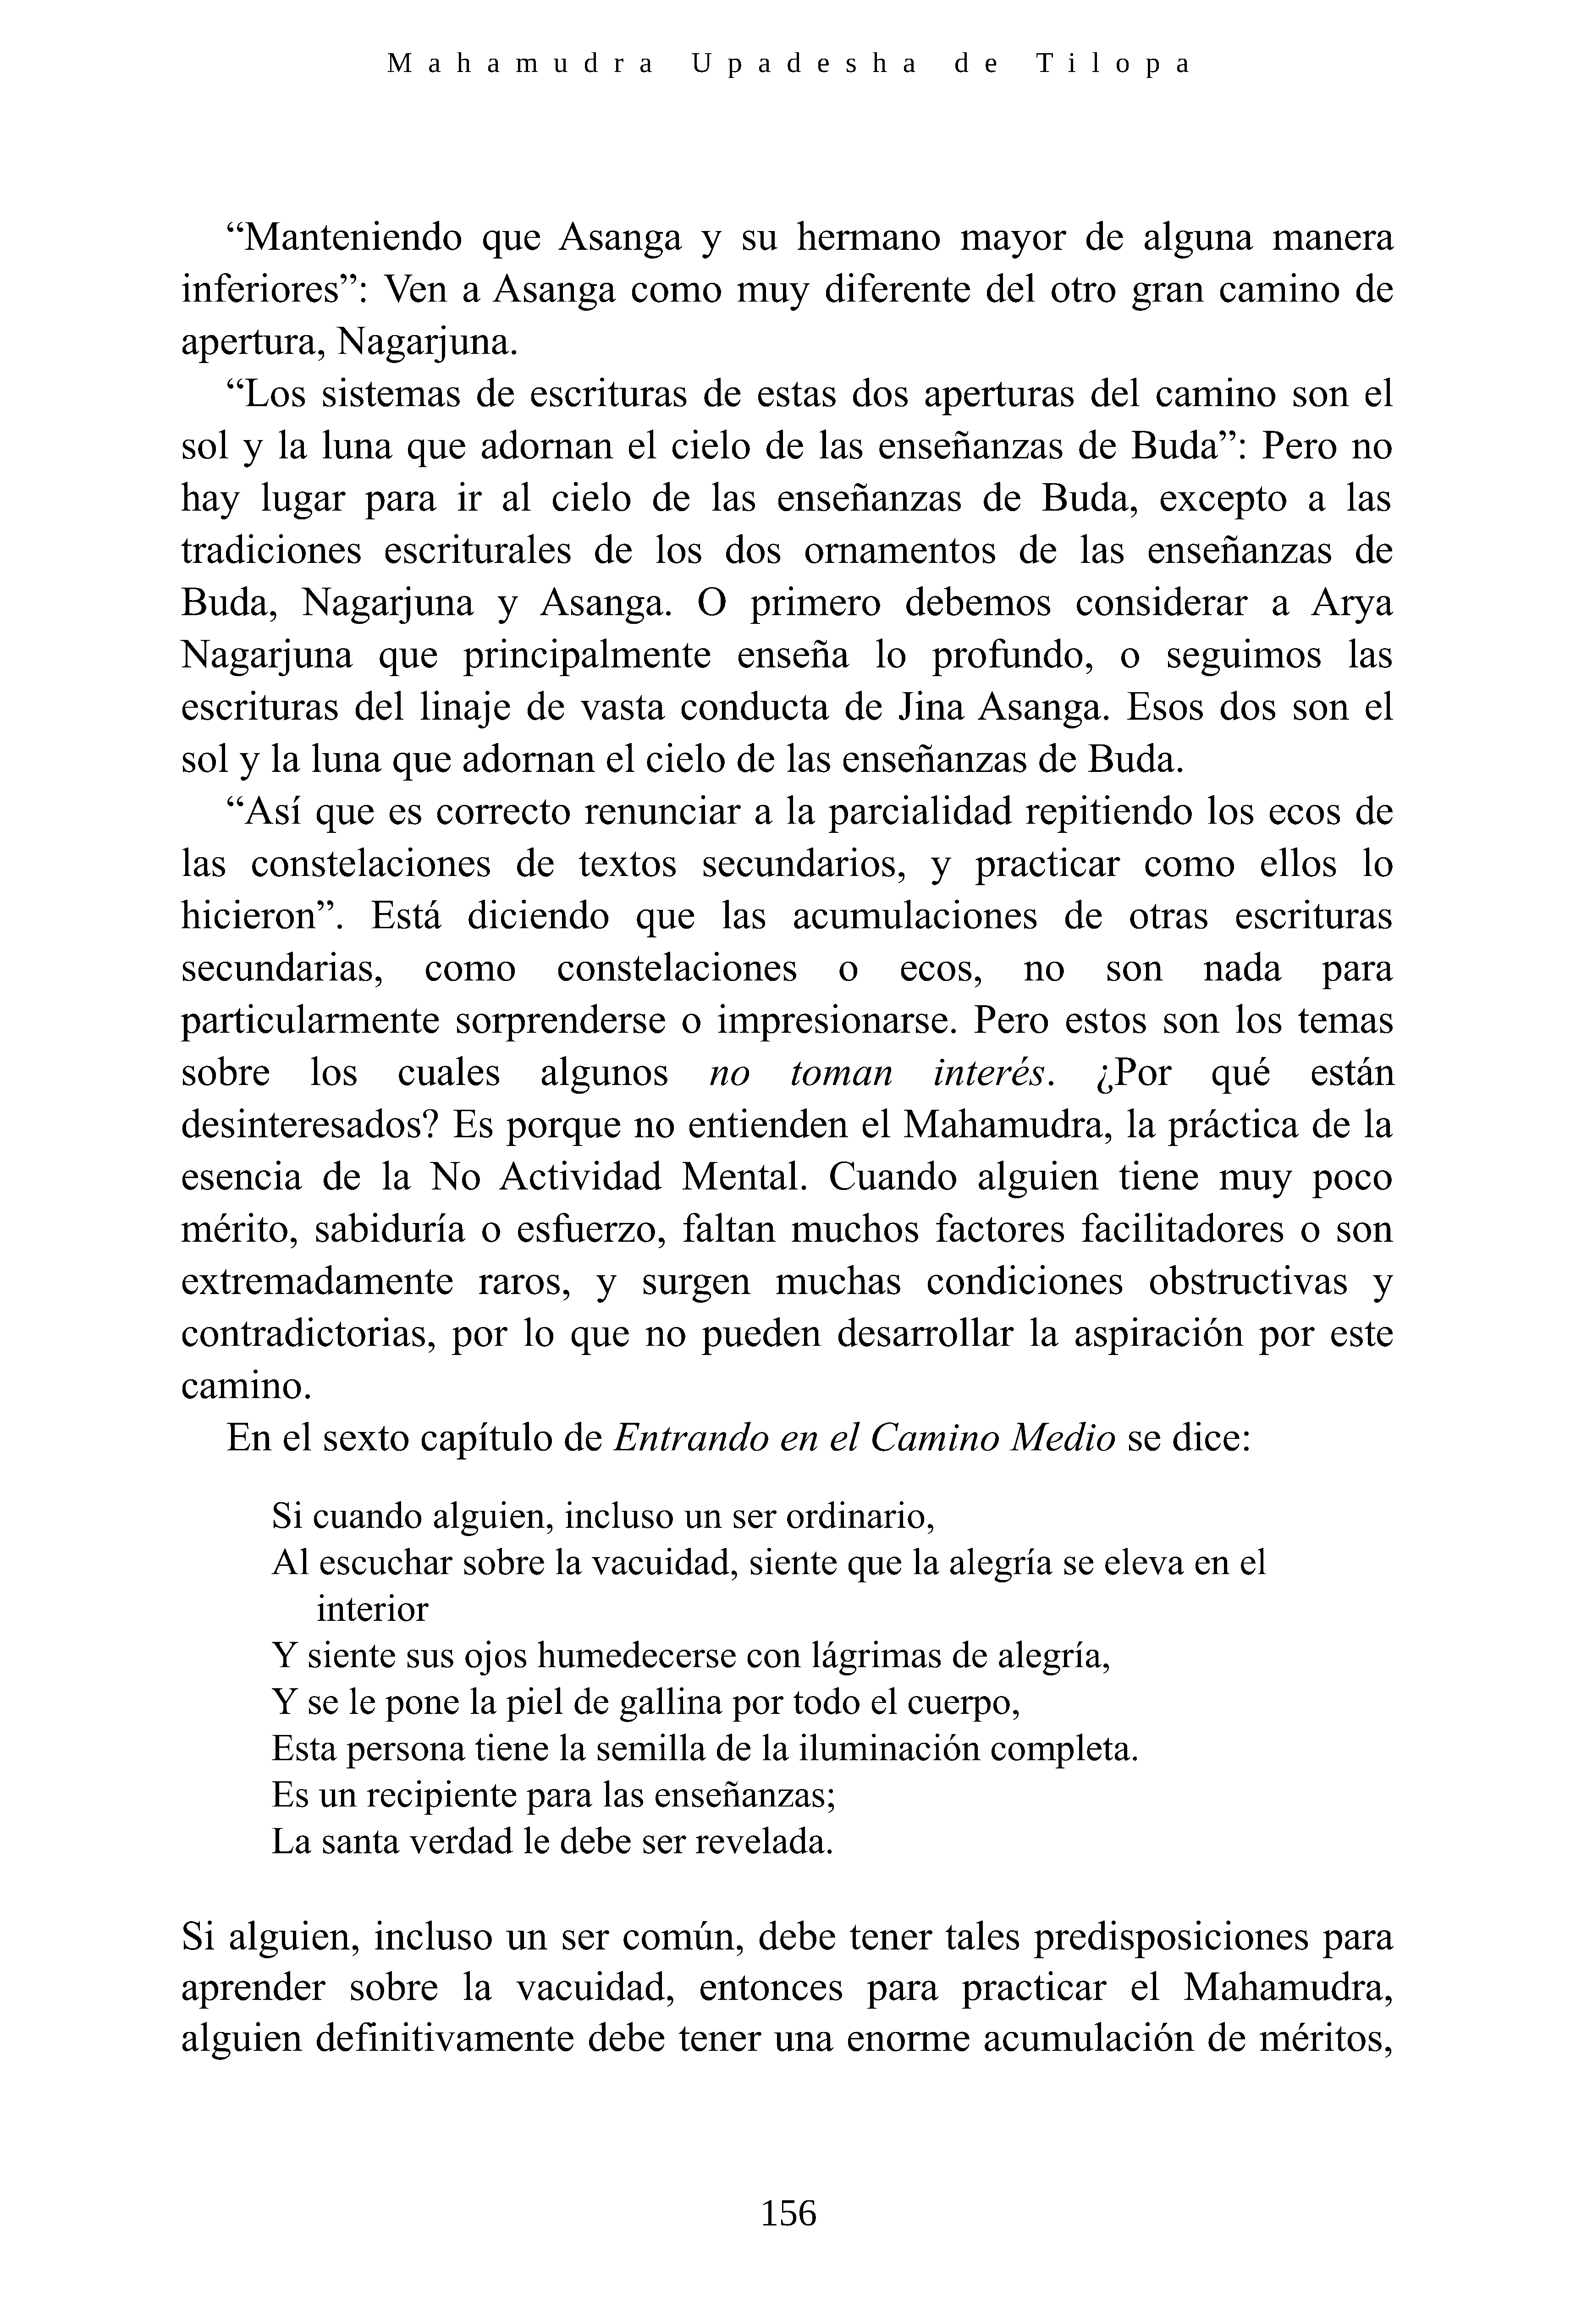 Mahamudra Upadesha de Tilopa
“Manteniendo que Asanga y su hermano mayor de alguna manera
inferiores”: Ven a Asanga como muy diferente del otro gran camino de
apertura, Nagarjuna.
“Los sistemas de escrituras de estas dos aperturas del camino son el
sol y la luna que adornan el cielo de las enseñanzas de Buda”: Pero no
hay lugar para ir al cielo de las enseñanzas de Buda, excepto a las
tradiciones escriturales de los dos ornamentos de las enseñanzas de
Buda, Nagarjuna y Asanga. O primero debemos considerar a Arya
Nagarjuna que principalmente enseña lo profundo, o seguimos las
escrituras del linaje de vasta conducta de Jina Asanga. Esos dos son el
sol y la luna que adornan el cielo de las enseñanzas de Buda.
“Así que es correcto renunciar a la parcialidad repitiendo los ecos de
las constelaciones de textos secundarios, y practicar como ellos lo
hicieron”. Está diciendo que las acumulaciones de otras escrituras
secundarias, como constelaciones o ecos, no son nada para
particularmente sorprenderse o impresionarse. Pero estos son los temas
sobre los cuales algunos no toman interés. ¿Por qué están
desinteresados? Es porque no entienden el Mahamudra, la práctica de la
esencia de la No Actividad Mental. Cuando alguien tiene muy poco
mérito, sabiduría o esfuerzo, faltan muchos factores facilitadores o son
extremadamente raros, y surgen muchas condiciones obstructivas y
contradictorias, por lo que no pueden desarrollar la aspiración por este
camino.
En el sexto capítulo de Entrando en el Camino Medio se dice:
Si cuando alguien, incluso un ser ordinario,
Al escuchar sobre la vacuidad, siente que la alegría se eleva en el
interior
Y siente sus ojos humedecerse con lágrimas de alegría,
Y se le pone la piel de gallina por todo el cuerpo,
Esta persona tiene la semilla de la iluminación completa.
Es un recipiente para las enseñanzas;
La santa verdad le debe ser revelada.
Si alguien, incluso un ser común, debe tener tales predisposiciones para
aprender sobre la vacuidad, entonces para practicar el Mahamudra,
alguien definitivamente debe tener una enorme acumulación de méritos,
156